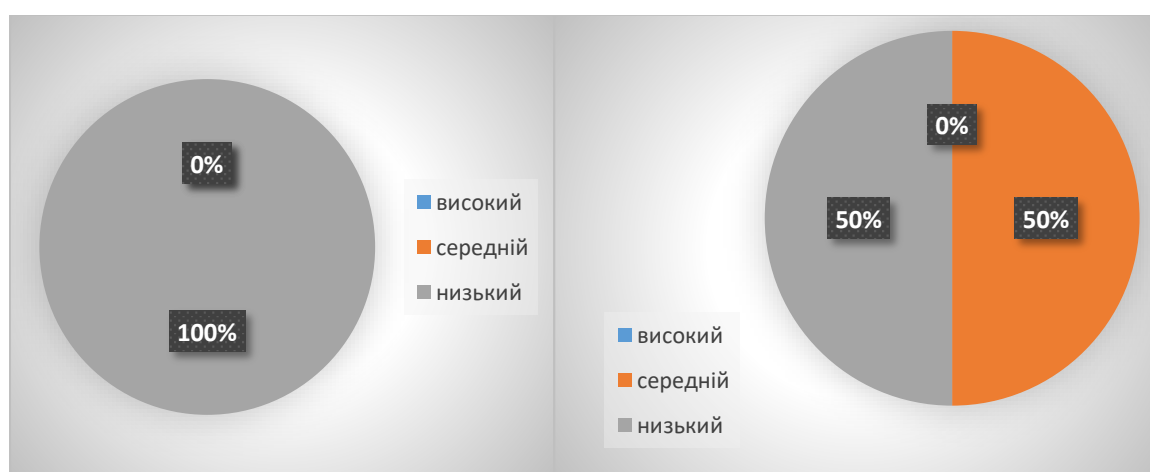 0%
100%
високий
середній
низький
0%
50%
50%
високий
середній
низький